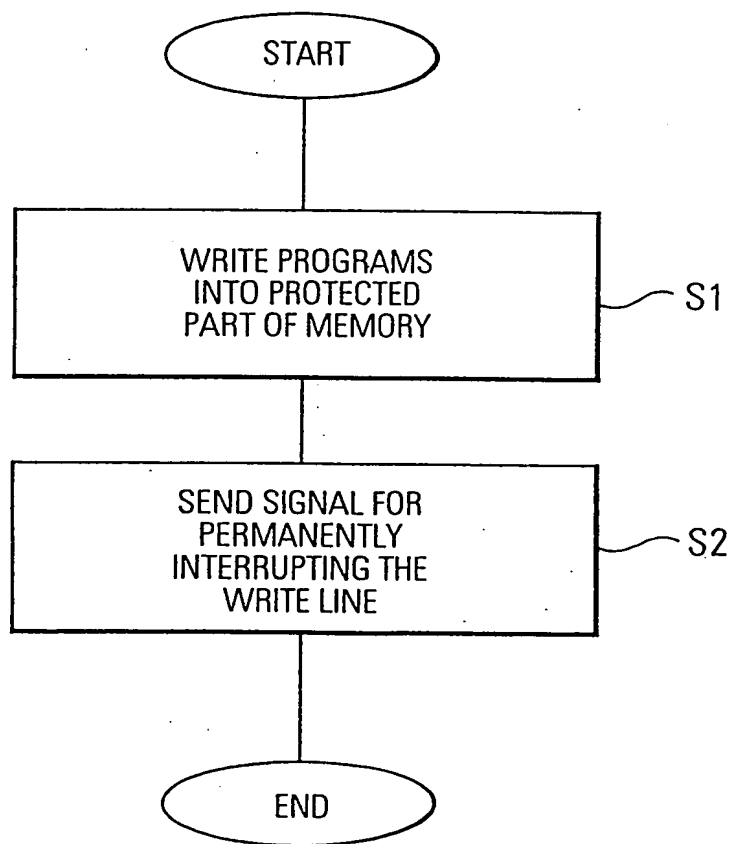 START
WRITE PROGRAMS
INTO PROTECTED
PART OF MEMORY
S1
SEND SIGNAL FOR
PERMANENTLY
INTERRUPTING THE
WRITE LINE
S2
END